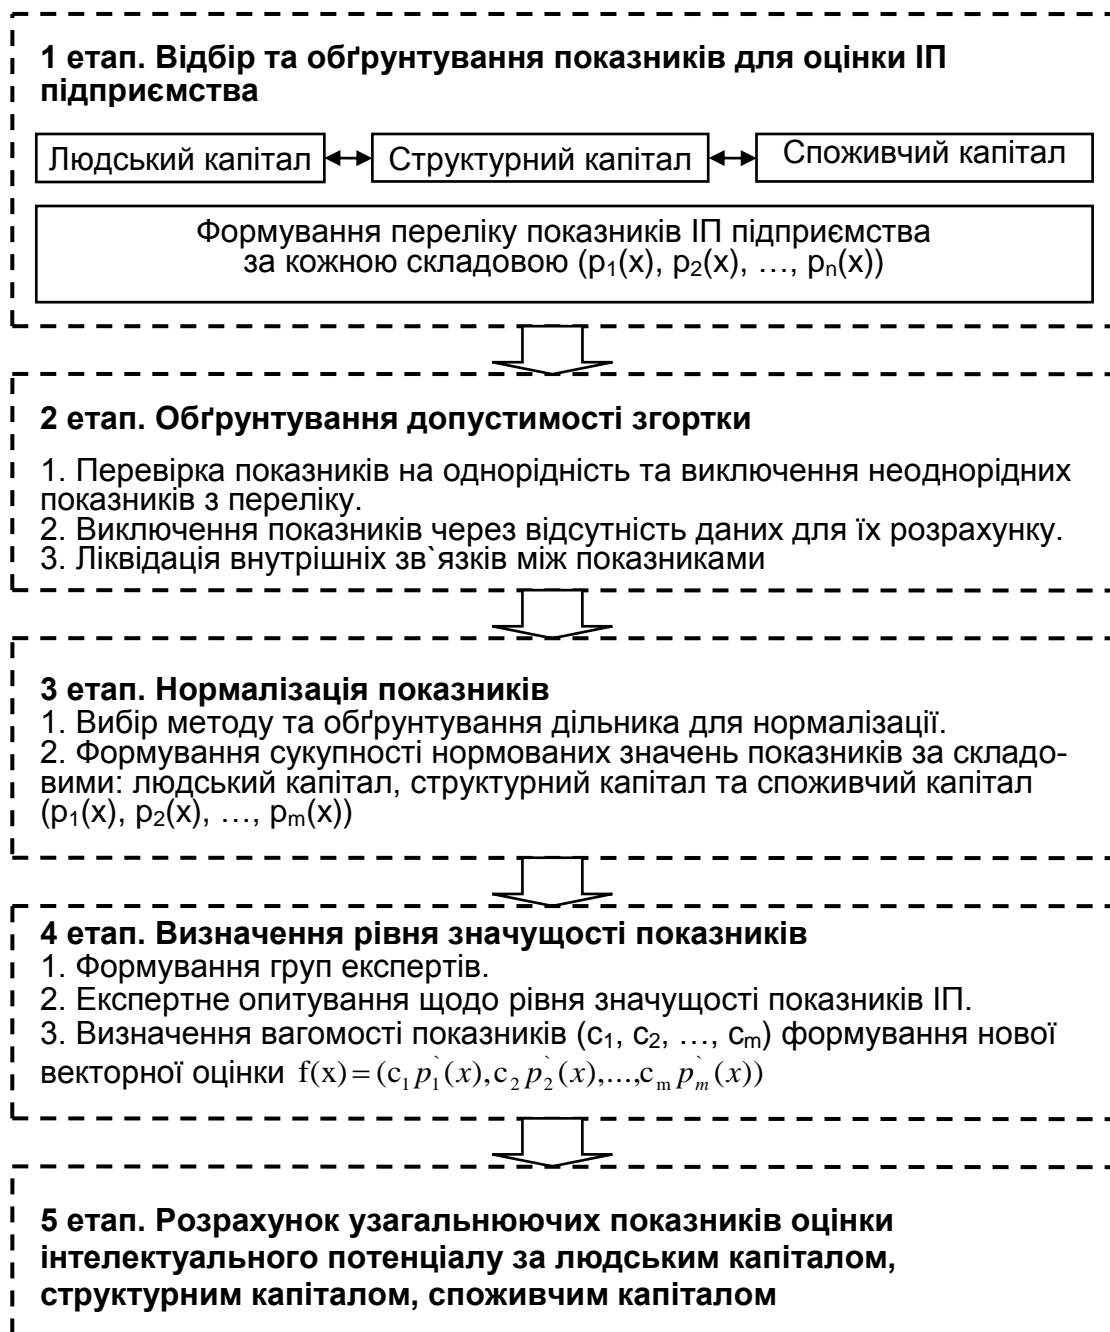 1 етап. Відбір та обґрунтування показників для оцінки ІП
підприємства
Людський капітал
Структурний капітал
Споживчий капітал
Формування переліку показників ІП підприємства
за кожною складовою (p₁(x), p₂(x), …, pₙ(x))
2 етап. Обґрунтування допустимості згортки
1. Перевірка показників на однорідність та виключення неоднорідних
показників з переліку.
2. Виключення показників через відсутність даних для їх розрахунку.
3. Ліквідація внутрішніх зв`язків між показниками
3 етап. Нормалізація показників
1. Вибір методу та обґрунтування дільника для нормалізації.
2. Формування сукупності нормованих значень показників за складо-
вими: людський капітал, структурний капітал та споживчий капітал
(p₁(x), p₂(x), …, pₘ(x))
4 етап. Визначення рівня значущості показників
1. Формування груп експертів.
2. Експертне опитування щодо рівня значущості показників ІП.
3. Визначення вагомості показників (c₁, c₂, …, cₘ) формування нової
векторної оцінки f(x) = (c₁p₁`(x), c₂p₂`(x),..., cₘpₘ`(x))
5 етап. Розрахунок узагальнюючих показників оцінки
інтелектуального потенціалу за людським капіталом,
структурним капіталом, споживчим капіталом